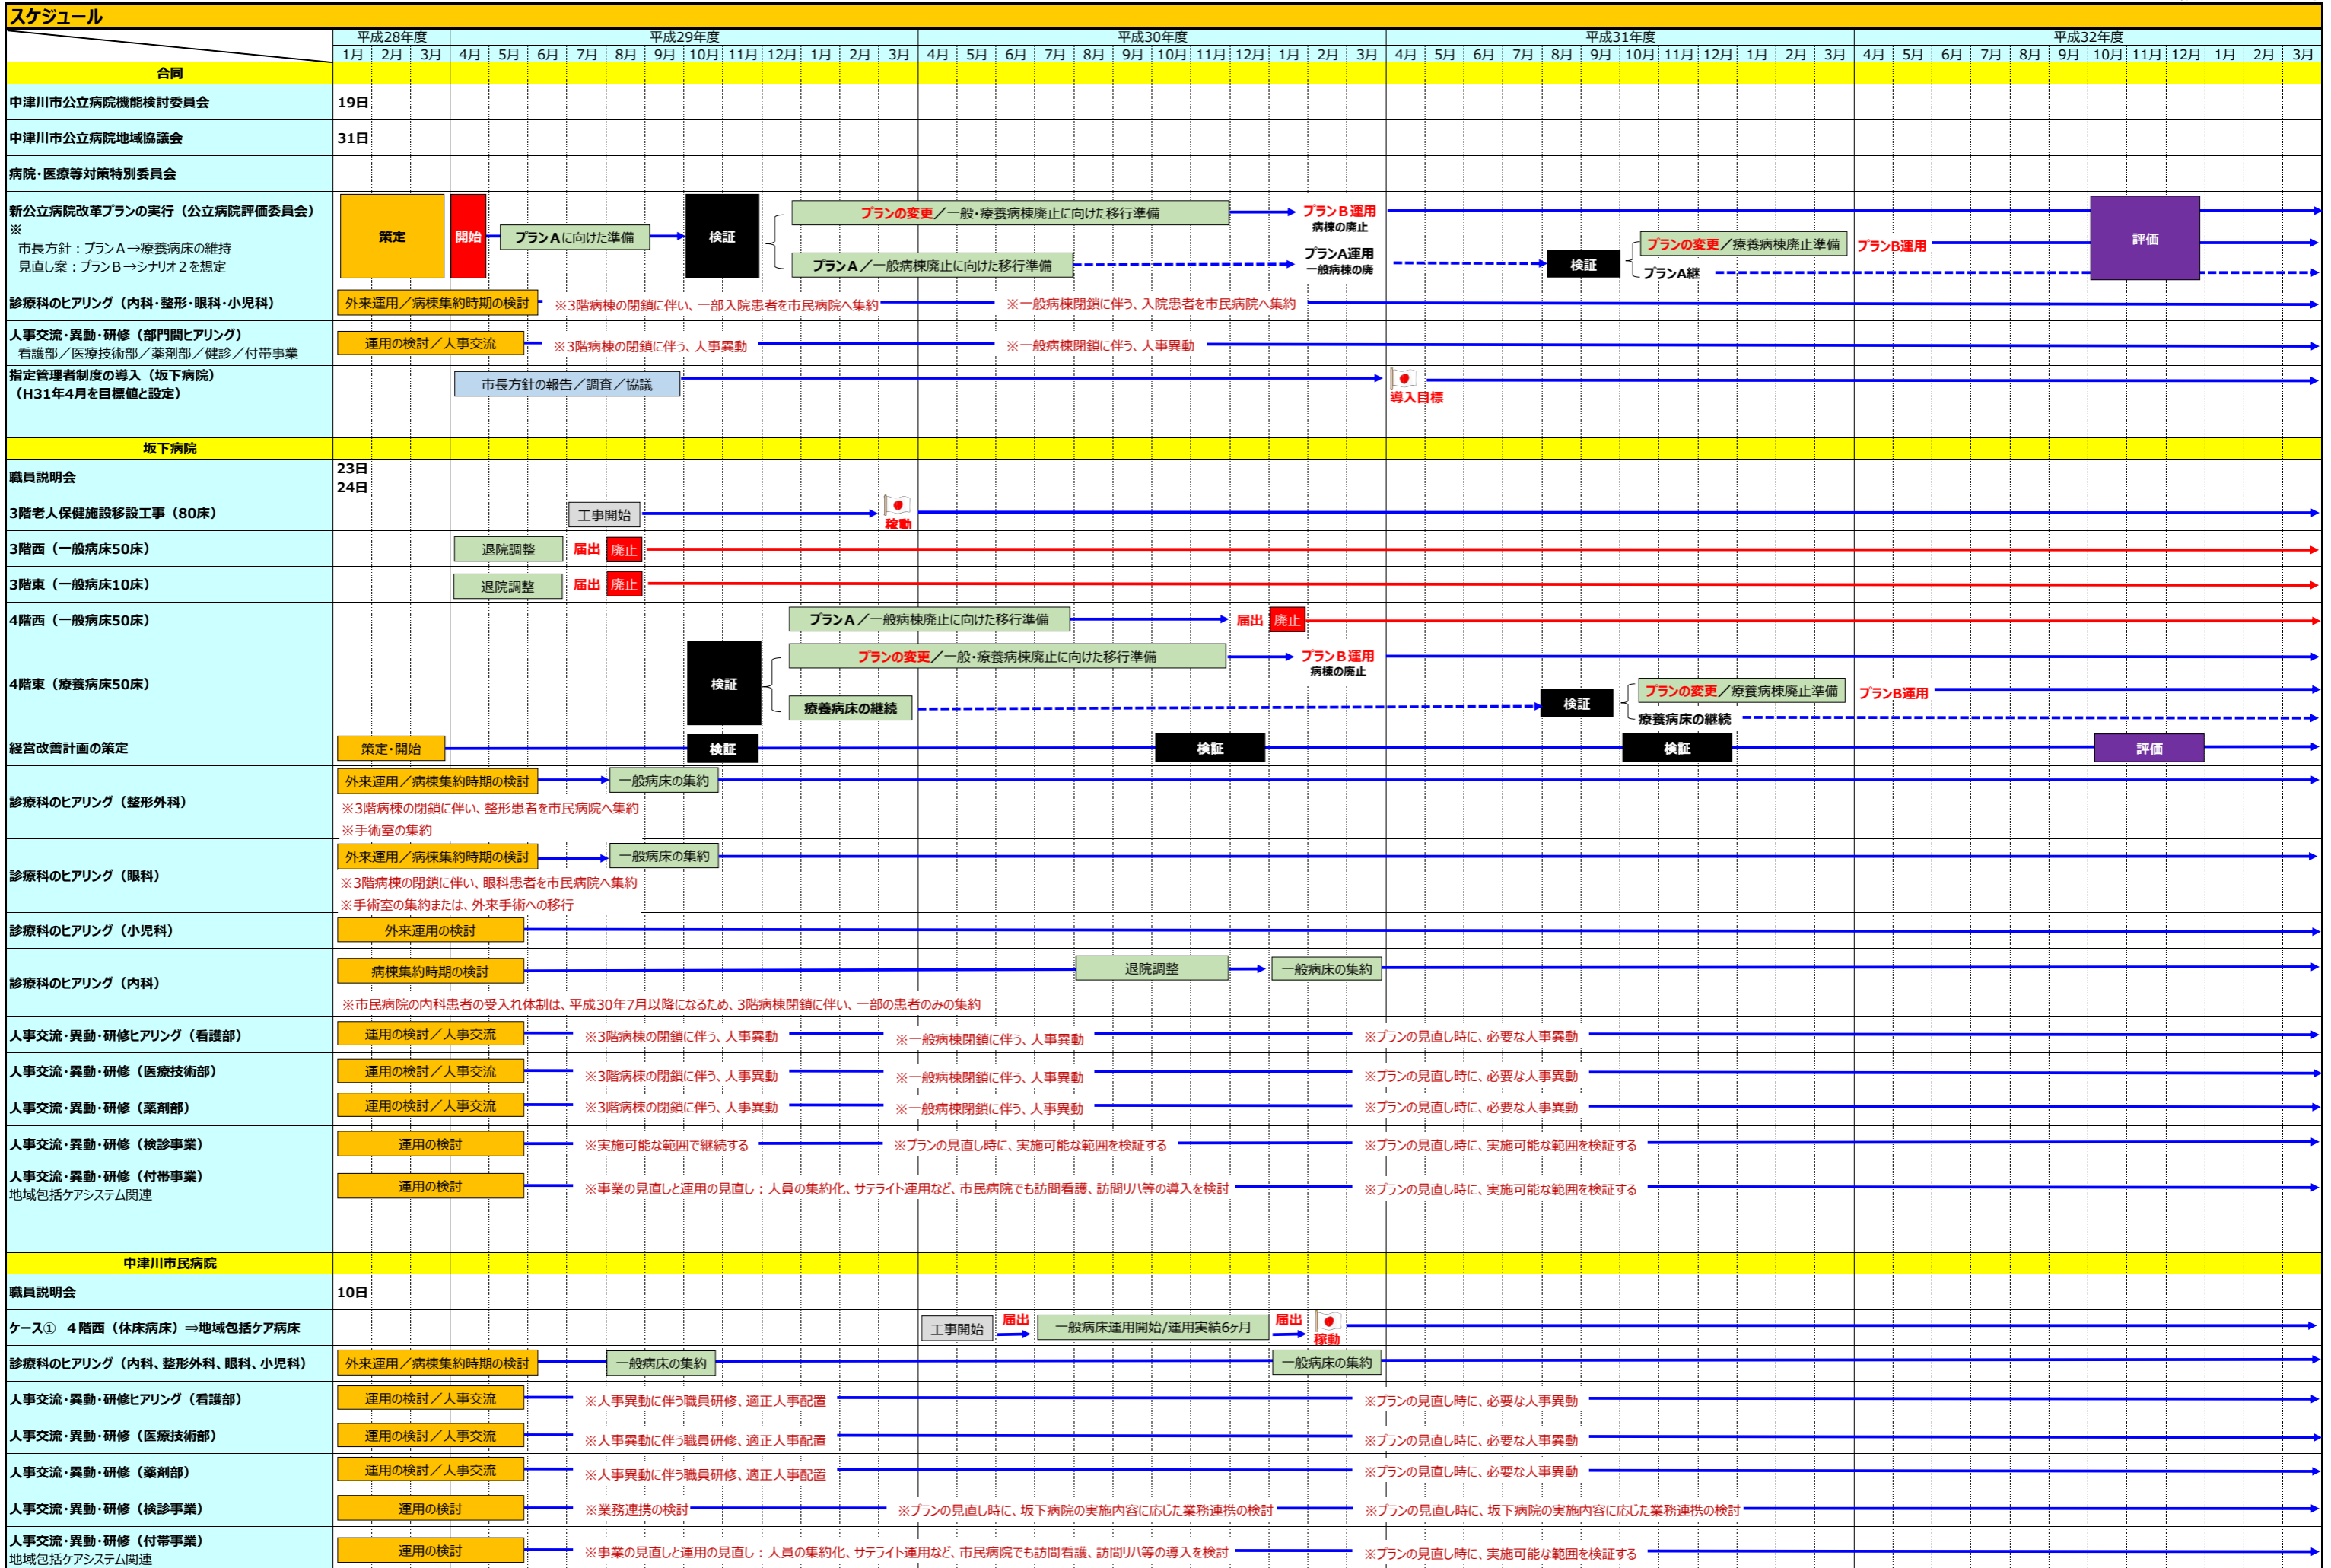 スケジュール
平成28年度 平成29年度 平成30年度 平成31年度 平成32年度
1月 2月 3月 4月 5月 6月 7月 8月 9月 10月 11月 12月 1月 2月 3月 4月 5月 6月 7月 8月 9月 10月 11月 12月 1月 2月 3月 4月 5月 6月 7月 8月 9月 10月 11月 12月 1月 2月 3月 4月 5月 6月 7月 8月 9月 10月 11月 12月 1月 2月 3月
合同
中津川市公立病院機能検討委員会 19日
中津川市公立病院地域協議会 31日
病院・医療等対策特別委員会
新公立病院改革プランの実行（公立病院評価委員会）
※
市長方針：プランA→療養病床の維持
見直し案：プランB→シナリオ2を想定
策定 開始 プランAに向けた準備 検証
プランの変更／一般・療養病棟廃止に向けた移行準備 プランB運用
病棟の廃止
プランA／一般病棟廃止に向けた移行準備 プランA運用
一般病棟の廃
検証 プランの変更／療養病棟廃止準備 プランB運用
プランA継
評価
診療科のヒアリング（内科・整形・眼科・小児科） 外来運用／病棟集約時期の検討 ※3階病棟の閉鎖に伴い、一部入院患者を市民病院へ集約 ※一般病棟閉鎖に伴う、入院患者を市民病院へ集約
人事交流・異動・研修（部門間ヒアリング）
看護部／医療技術部／薬剤部／健診／付帯事業
運用の検討／人事交流 ※3階病棟の閉鎖に伴う、人事異動 ※一般病棟閉鎖に伴う、人事異動
指定管理者制度の導入（坂下病院）
（H31年4月を目標値と設定）
市長方針の報告／調査／協議 導入目標
坂下病院
職員説明会 23日
24日
3階老人保健施設移設工事（80床） 工事開始 稼動
3階西（一般病床50床） 退院調整 届出 廃止
3階東（一般病床10床） 退院調整 届出 廃止
4階西（一般病床50床） プランA／一般病棟廃止に向けた移行準備 届出 廃止
4階東（療養病床50床） 検証
プランの変更／一般・療養病棟廃止に向けた移行準備 プランB運用
病棟の廃止
療養病床の継続 検証 プランの変更／療養病棟廃止準備 プランB運用
療養病床の継続
経営改善計画の策定 策定・開始 検証 検証 検証 評価
診療科のヒアリング（整形外科） 外来運用／病棟集約時期の検討 一般病床の集約
※3階病棟の閉鎖に伴い、整形患者を市民病院へ集約
※手術室の集約
診療科のヒアリング（眼科） 外来運用／病棟集約時期の検討 一般病床の集約
※3階病棟の閉鎖に伴い、眼科患者を市民病院へ集約
※手術室の集約または、外来手術への移行
診療科のヒアリング（小児科） 外来運用の検討
診療科のヒアリング（内科） 病棟集約時期の検討 退院調整 一般病床の集約
※市民病院の内科患者の受入れ体制は、平成30年7月以降になるため、3階病棟閉鎖に伴い、一部の患者のみの集約
人事交流・異動・研修ヒアリング（看護部） 運用の検討／人事交流 ※3階病棟の閉鎖に伴う、人事異動 ※一般病棟閉鎖に伴う、人事異動 ※プランの見直し時に、必要な人事異動
人事交流・異動・研修（医療技術部） 運用の検討／人事交流 ※3階病棟の閉鎖に伴う、人事異動 ※一般病棟閉鎖に伴う、人事異動 ※プランの見直し時に、必要な人事異動
人事交流・異動・研修（薬剤部） 運用の検討／人事交流 ※3階病棟の閉鎖に伴う、人事異動 ※一般病棟閉鎖に伴う、人事異動 ※プランの見直し時に、必要な人事異動
人事交流・異動・研修（検診事業） 運用の検討 ※実施可能な範囲で継続する ※プランの見直し時に、実施可能な範囲を検証する ※プランの見直し時に、実施可能な範囲を検証する
人事交流・異動・研修（付帯事業）
地域包括ケアシステム関連
運用の検討 ※事業の見直しと運用の見直し：人員の集約化、サテライト運用など、市民病院でも訪問看護、訪問リハ等の導入を検討 ※プランの見直し時に、実施可能な範囲を検証する
中津川市民病院
職員説明会 10日
ケース① 4階西（休床病床）⇒地域包括ケア病床 工事開始 届出 一般病床運用開始/運用実績6ヶ月 届出 稼動
診療科のヒアリング（内科、整形外科、眼科、小児科） 外来運用／病棟集約時期の検討 一般病床の集約 一般病床の集約
人事交流・異動・研修ヒアリング（看護部） 運用の検討／人事交流 ※人事異動に伴う職員研修、適正人事配置 ※プランの見直し時に、必要な人事異動
人事交流・異動・研修（医療技術部） 運用の検討／人事交流 ※人事異動に伴う職員研修、適正人事配置 ※プランの見直し時に、必要な人事異動
人事交流・異動・研修（薬剤部） 運用の検討／人事交流 ※人事異動に伴う職員研修、適正人事配置 ※プランの見直し時に、必要な人事異動
人事交流・異動・研修（検診事業） 運用の検討 ※業務連携の検討 ※プランの見直し時に、坂下病院の実施内容に応じた業務連携の検討 ※プランの見直し時に、坂下病院の実施内容に応じた業務連携の検討
人事交流・異動・研修（付帯事業）
地域包括ケアシステム関連
運用の検討 ※事業の見直しと運用の見直し：人員の集約化、サテライト運用など、市民病院でも訪問看護、訪問リハ等の導入を検討 ※プランの見直し時に、実施可能な範囲を検証する